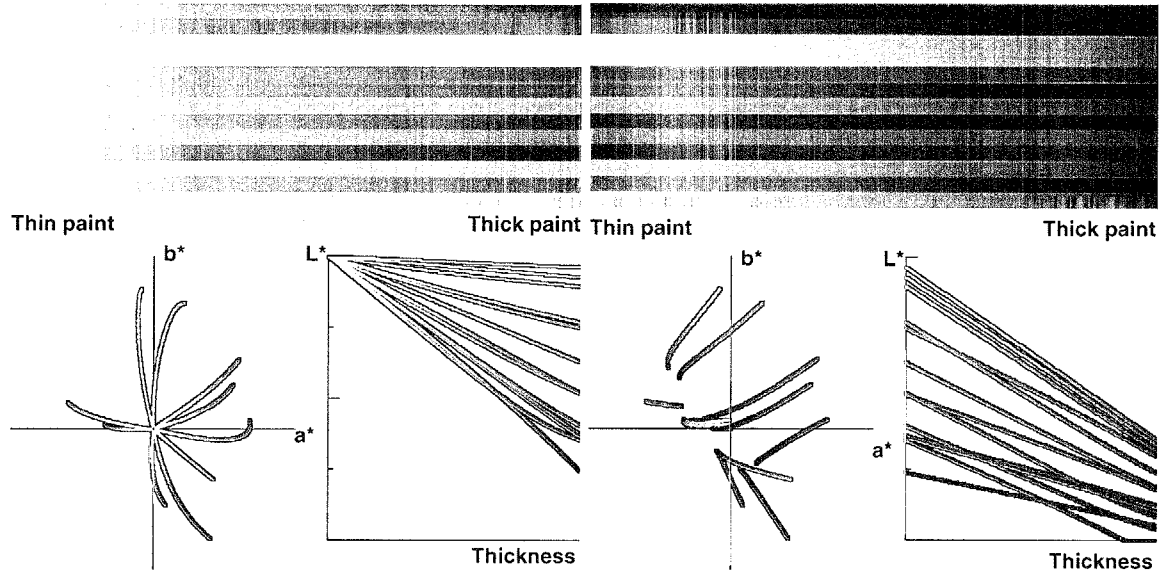 Thin paint Thick paint Thin paint Thick paint
b* L* b* L*
a* a*
Thickness Thickness